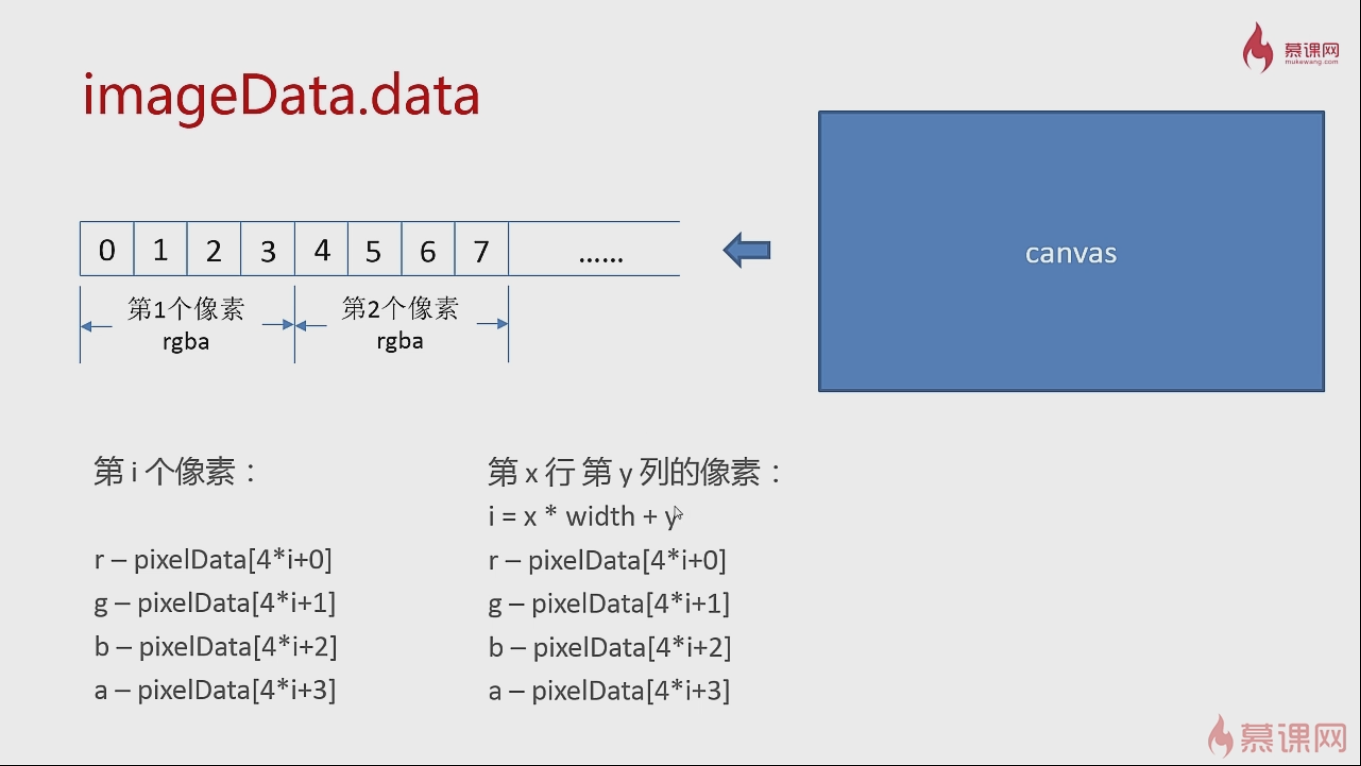 慕课网
mukewang.com
imageData.data
canvas
0 1 2 3 4 5 6 7 ……
第1个像素 第2个像素
rgba rgba
第 i 个像素：
r – pixelData[4*i+0]
g – pixelData[4*i+1]
b – pixelData[4*i+2]
a – pixelData[4*i+3]
第 x 行 第 y 列的像素：
i = x * width + y
r – pixelData[4*i+0]
g – pixelData[4*i+1]
b – pixelData[4*i+2]
a – pixelData[4*i+3]
慕课网